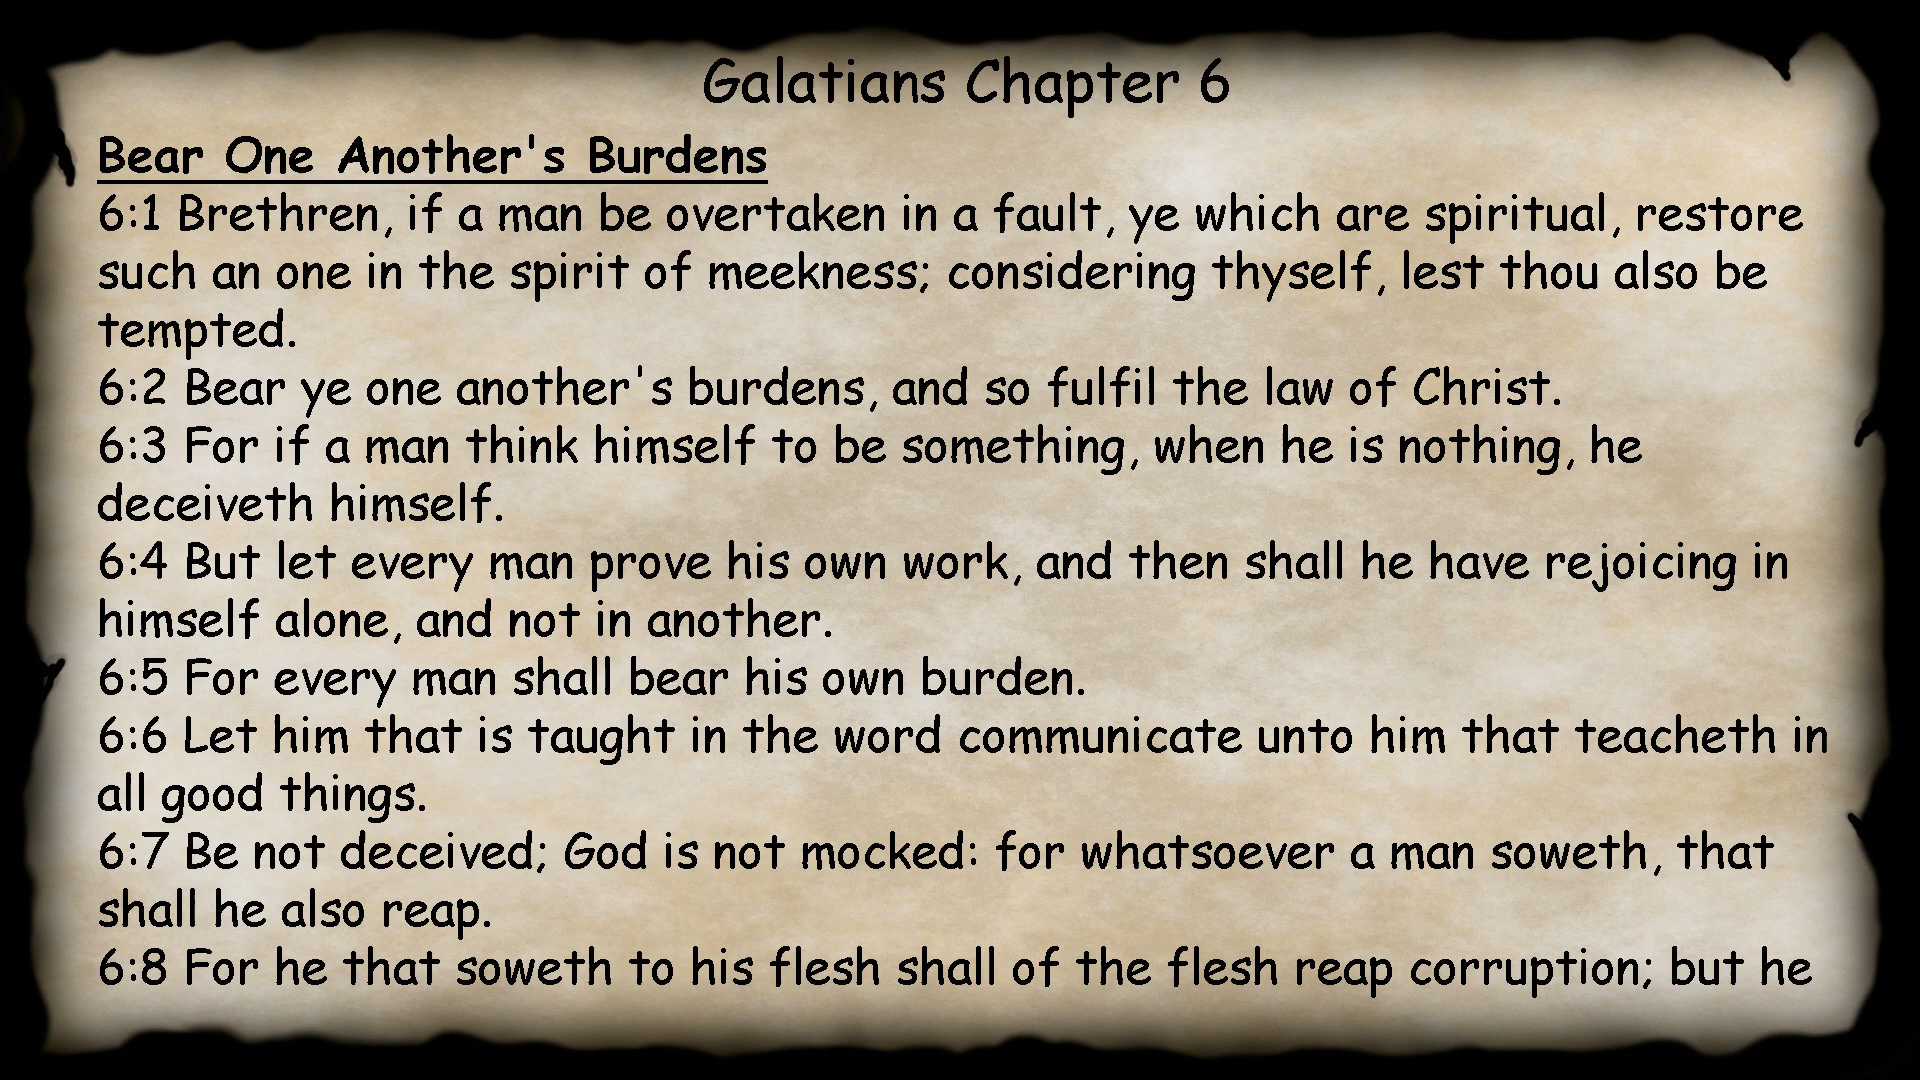 Galatians Chapter 6
Bear One Another's Burdens
6:1 Brethren, if a man be overtaken in a fault, ye which are spiritual, restore
such an one in the spirit of meekness; considering thyself, lest thou also be
tempted.
6:2 Bear ye one another's burdens, and so fulfil the law of Christ.
6:3 For if a man think himself to be something, when he is nothing, he
deceiveth himself.
6:4 But let every man prove his own work, and then shall he have rejoicing in
himself alone, and not in another.
6:5 For every man shall bear his own burden.
6:6 Let him that is taught in the word communicate unto him that teacheth in
all good things.
6:7 Be not deceived; God is not mocked: for whatsoever a man soweth, that
shall he also reap.
6:8 For he that soweth to his flesh shall of the flesh reap corruption; but he